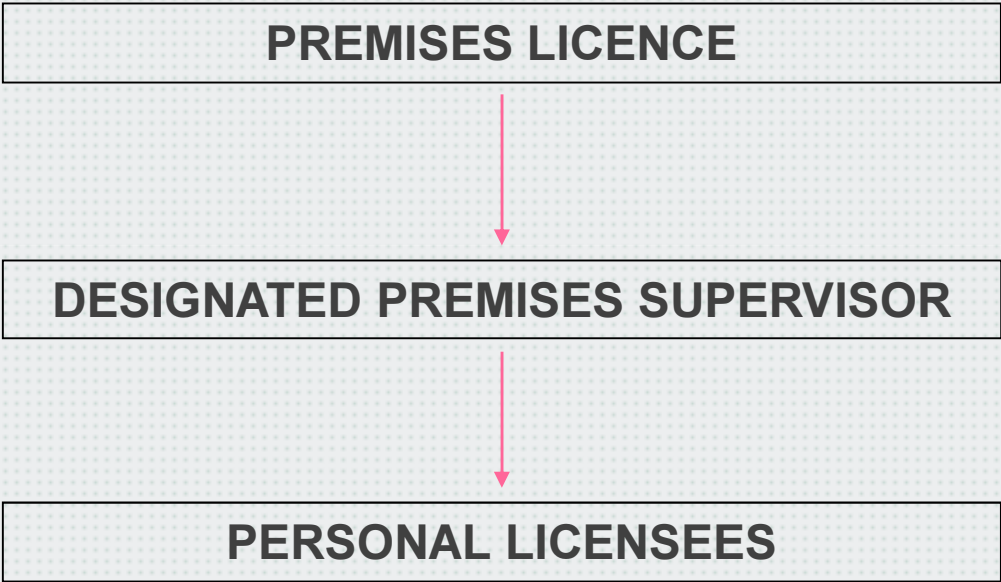 PREMISES LICENCE
DESIGNATED PREMISES SUPERVISOR
PERSONAL LICENSEES